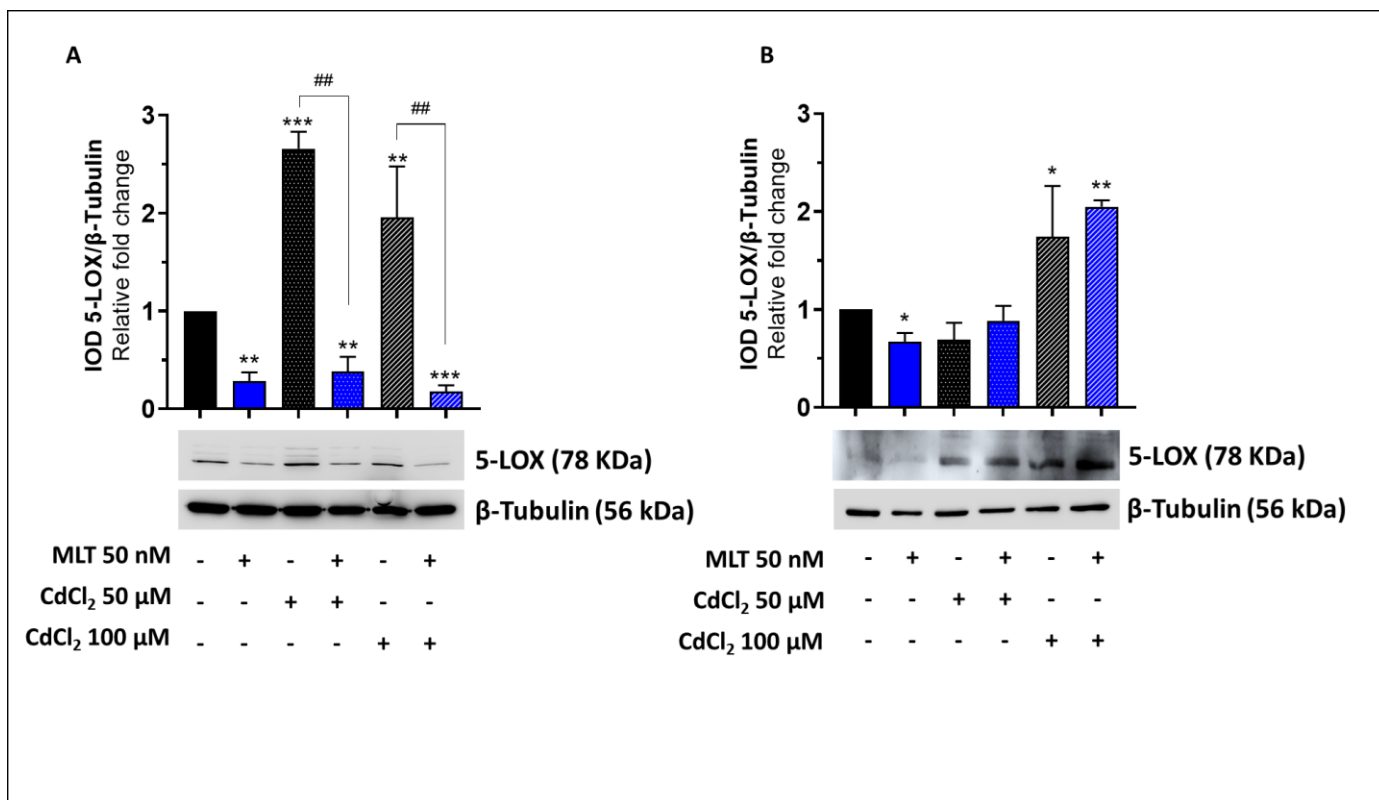 A
##
##
3
***
**
2
1
**
**
***
0
IOD 5-LOX/β-Tubulin
Relative fold change
5-LOX (78 KDa)
β-Tubulin (56 kDa)
MLT 50 nM - + - + - +
CdCl₂ 50 μM - - + + - -
CdCl₂ 100 μM - - - - + +
B
3
*
**
2
1
*
0
IOD 5-LOX/β-Tubulin
Relative fold change
5-LOX (78 KDa)
β-Tubulin (56 kDa)
MLT 50 nM - + - + - +
CdCl₂ 50 μM - - + + - -
CdCl₂ 100 μM - - - - + +